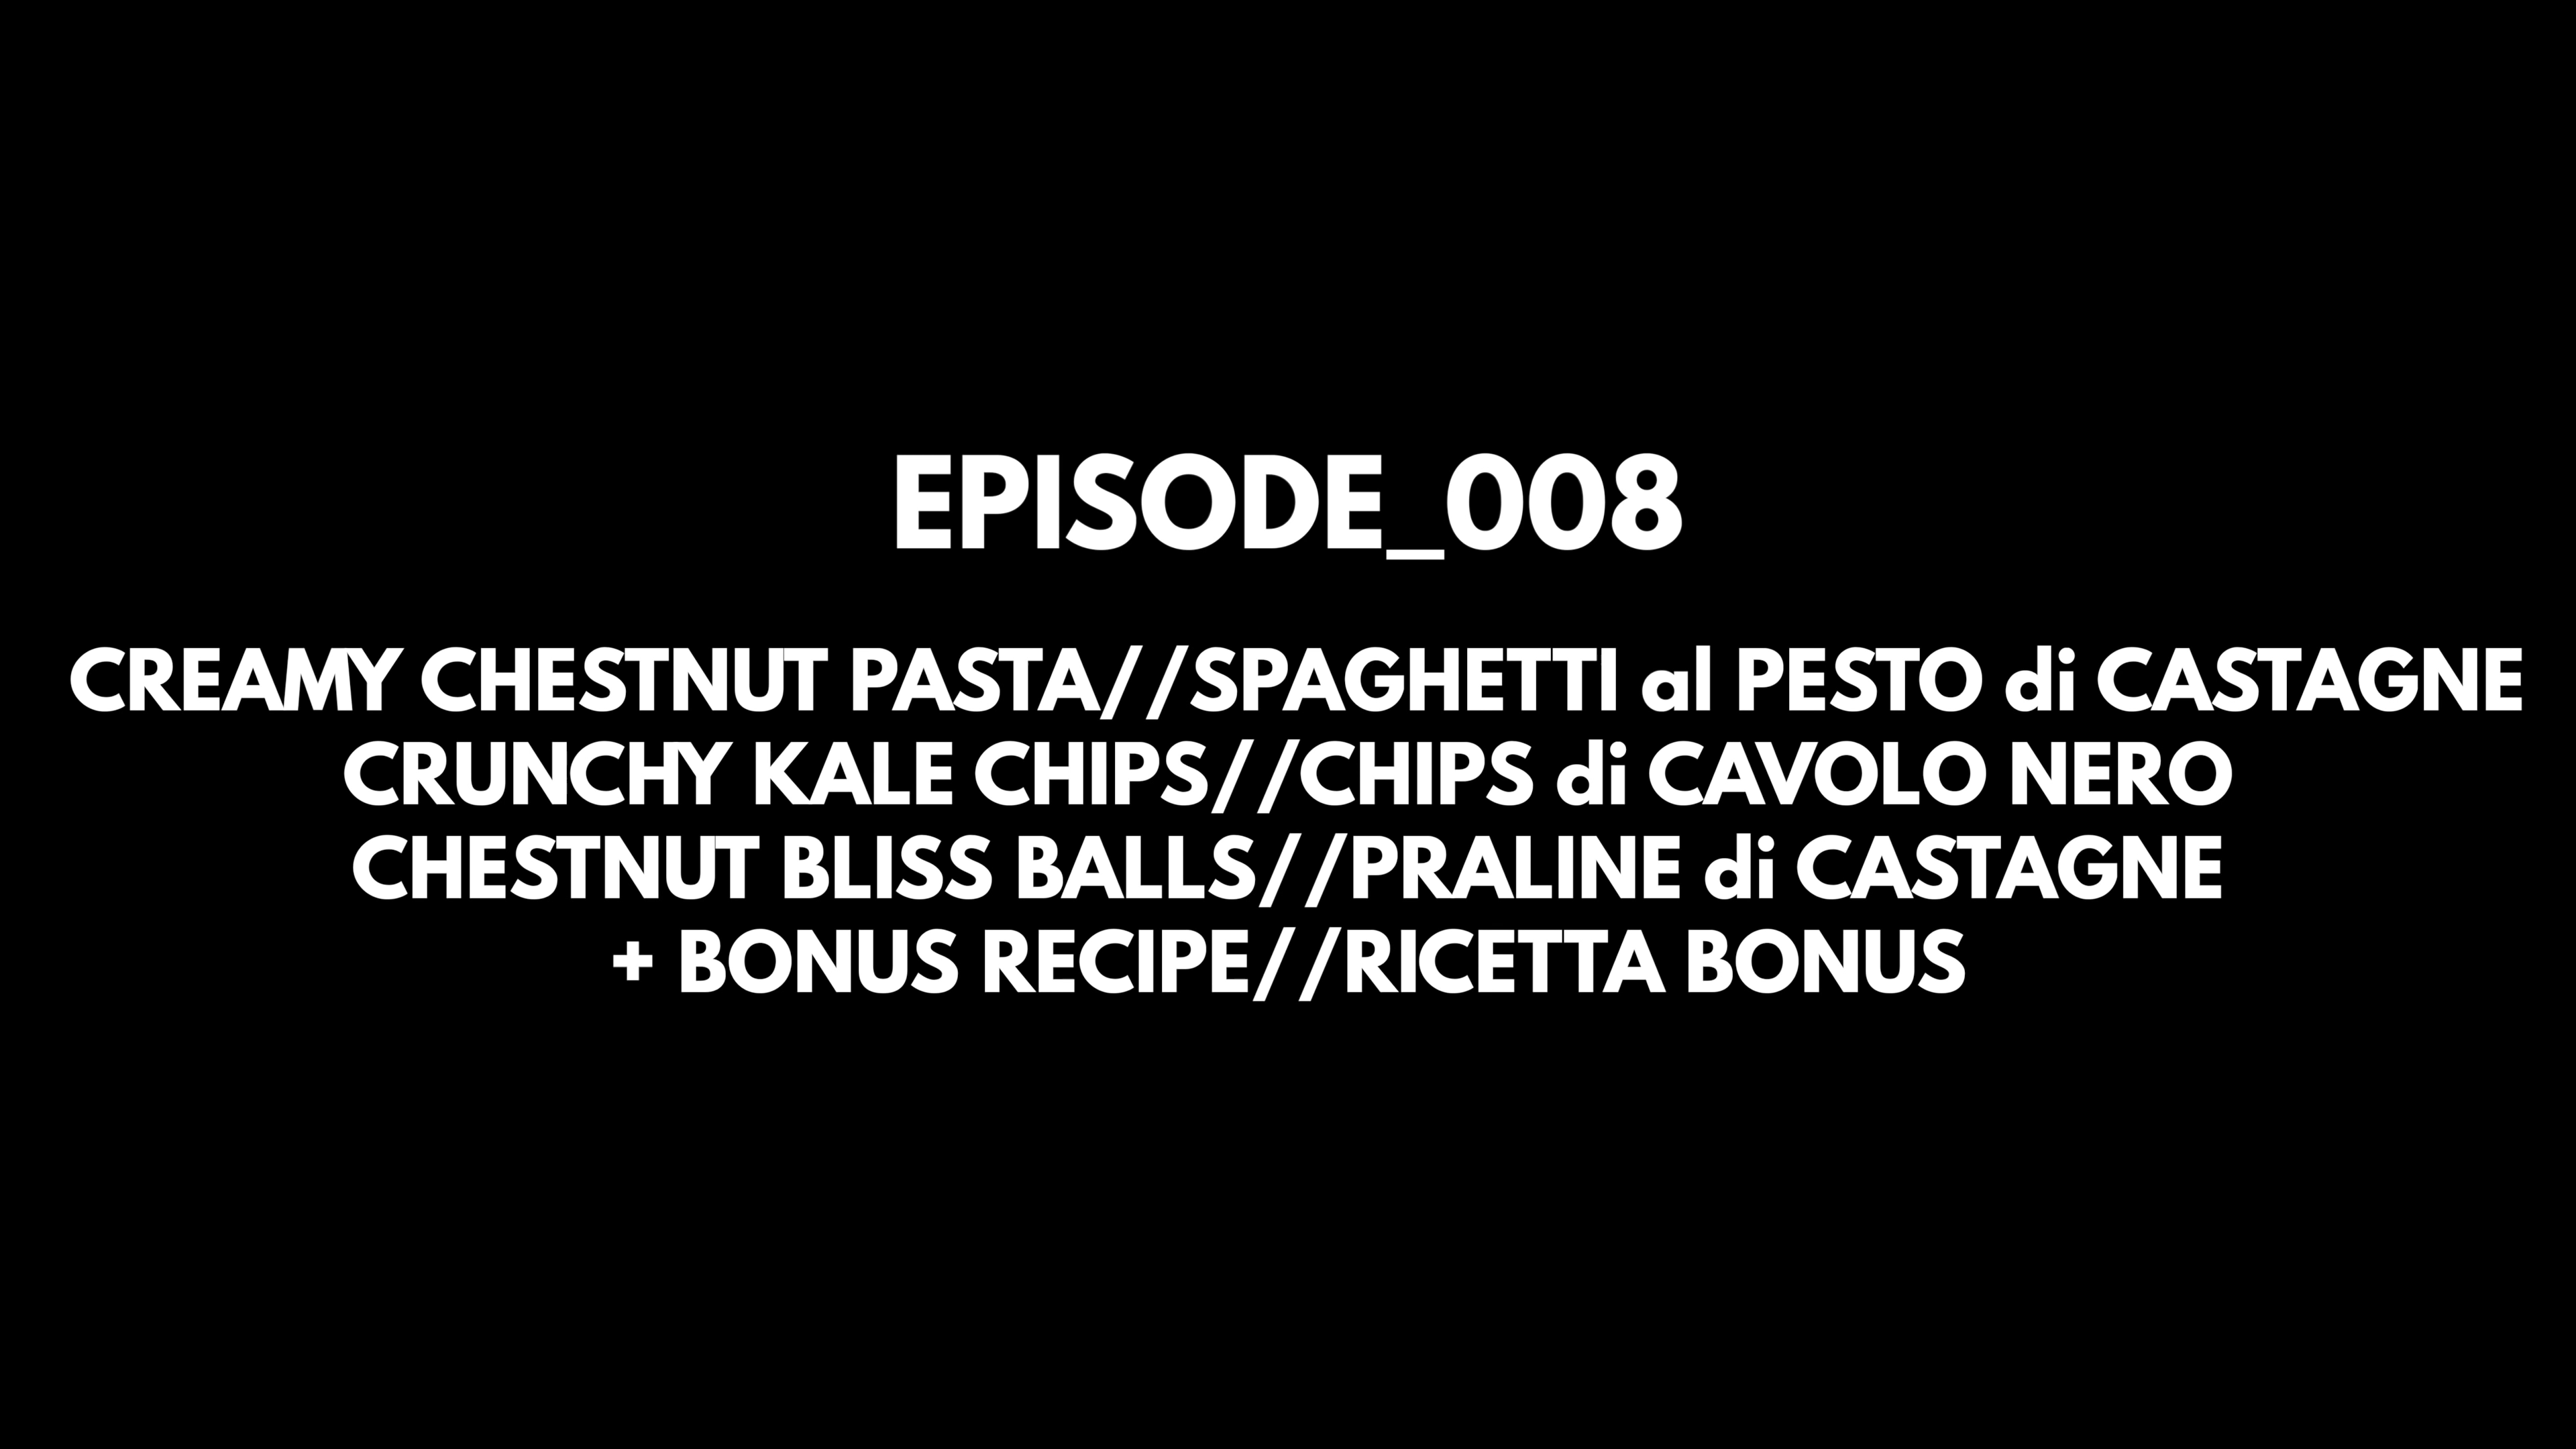 EPISODE_008
CREAMY CHESTNUT PASTA//SPAGHETTI al PESTO di CASTAGNE
CRUNCHY KALE CHIPS//CHIPS di CAVOLO NERO
CHESTNUT BLISS BALLS//PRALINE di CASTAGNE
+ BONUS RECIPE//RICETTA BONUS